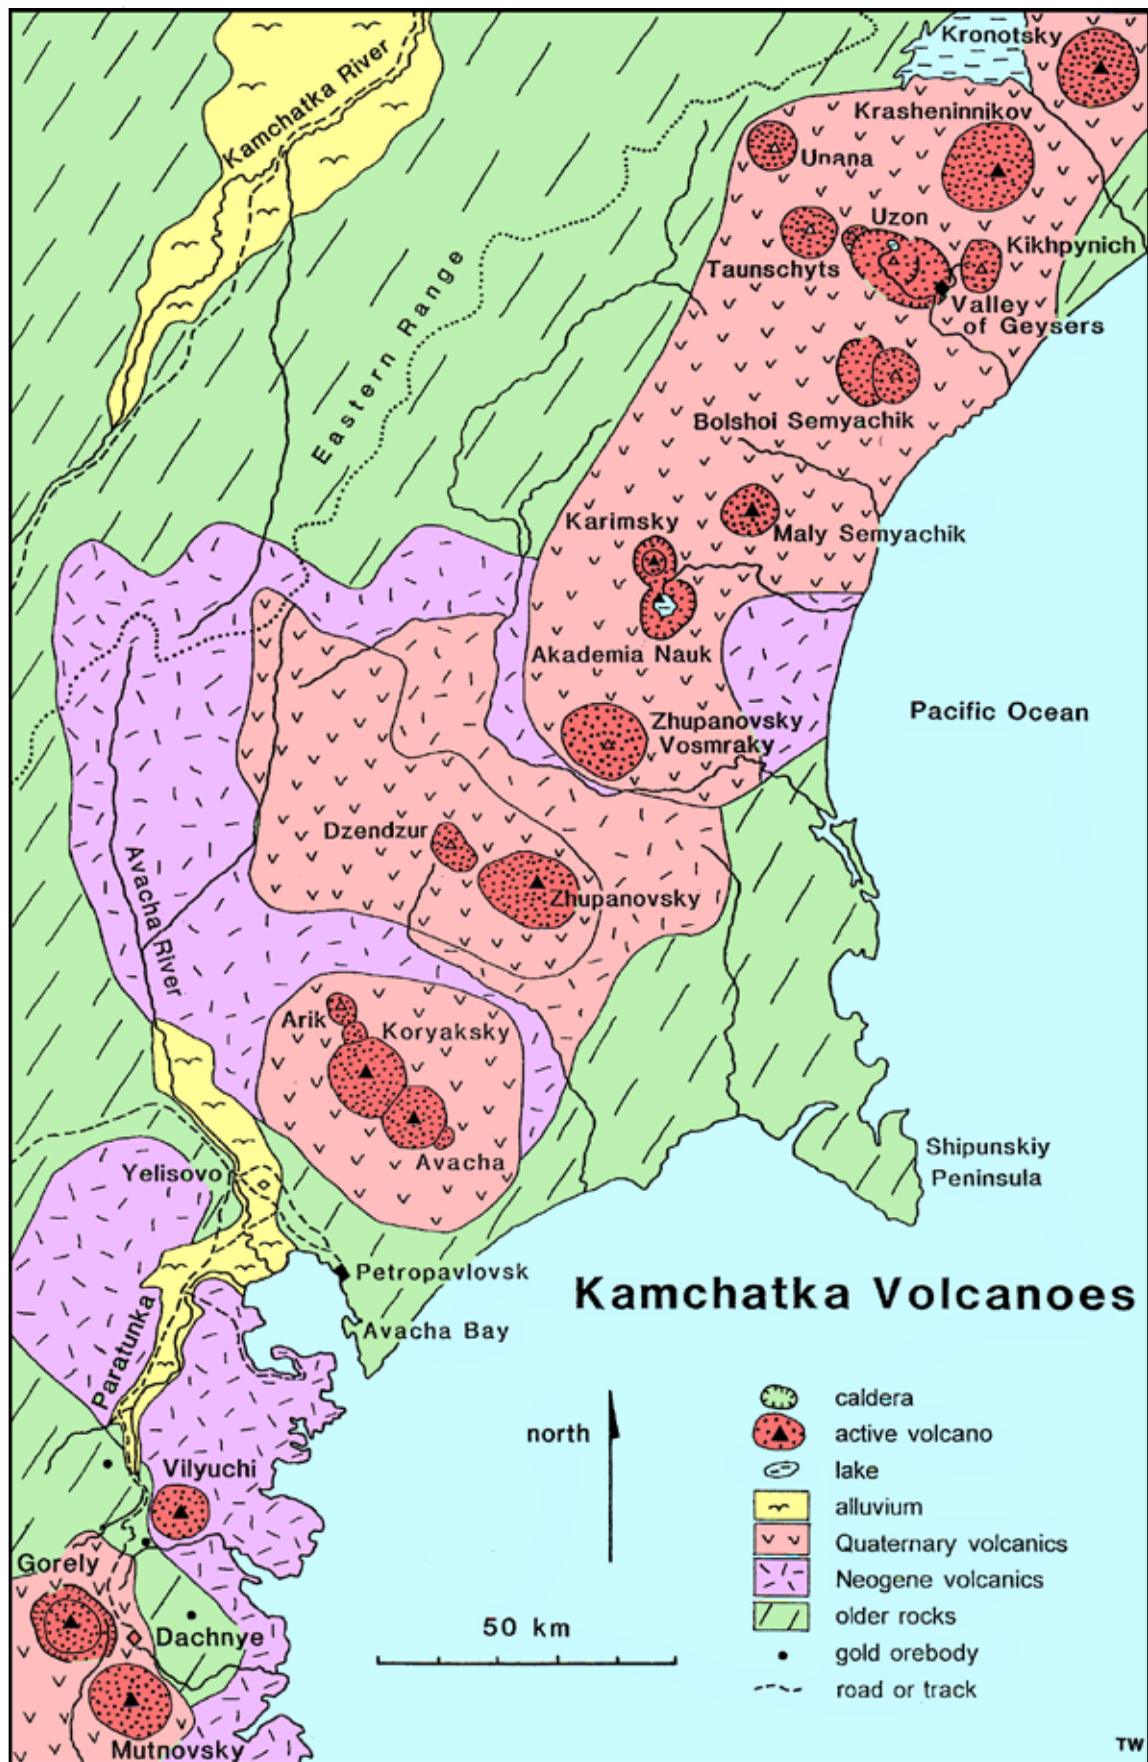 Kronotsky
Kamchatka River
Krasheninnikov
Unana
Uzon
Kikhpynich
Taunschyts
Valley
of Geysers
Eastern Range
Bolshoi Semyachik
Karimsky
Maly Semyachik
Akademia Nauk
Pacific Ocean
Zhupanovsky
Vosmraky
Dzendzur
Zhupanovsky
Avacha River
Arik
Koryaksky
Avacha
Shipunskiy
Peninsula
Yelisovo
Petropavlovsk
Kamchatka Volcanoes
Avacha Bay
Paratunka
caldera
north
active volcano
Vilyuchi
lake
alluvium
Quaternary volcanics
Gorely
Neogene volcanics
older rocks
50 km
Dachnye
gold orebody
road or track
Mutnovsky
TW